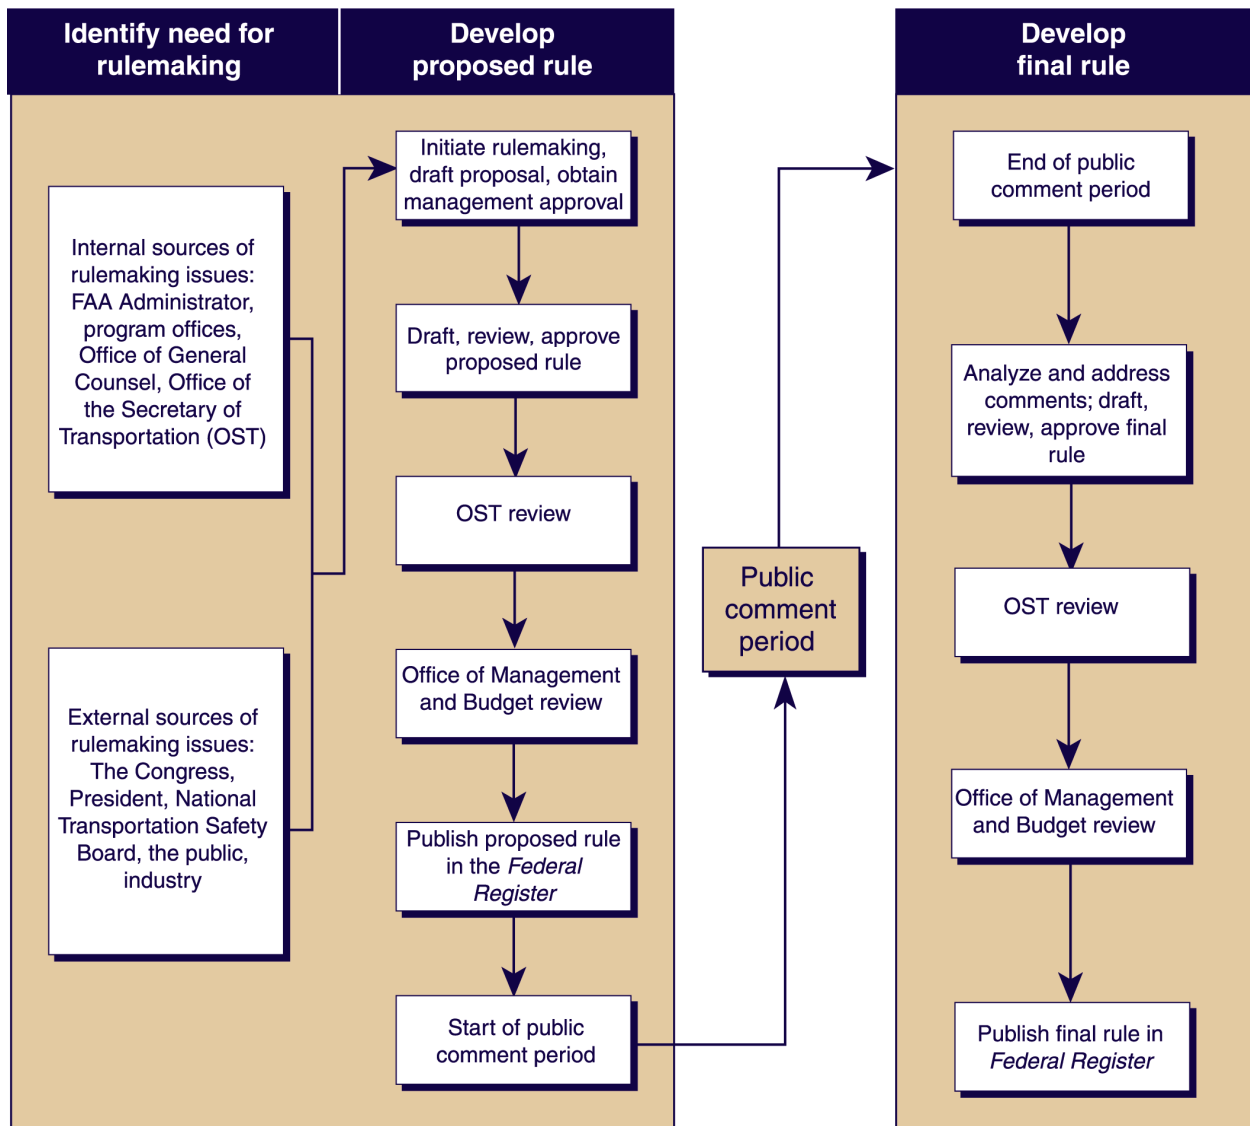 Identify need for
rulemaking
Develop
proposed rule
Internal sources of
rulemaking issues:
FAA Administrator,
program offices,
Office of General
Counsel, Office of
the Secretary of
Transportation (OST)
External sources of
rulemaking issues:
The Congress,
President, National
Transportation Safety
Board, the public,
industry
Initiate rulemaking,
draft proposal, obtain
management approval
Draft, review, approve
proposed rule
OST review
Office of Management
and Budget review
Publish proposed rule
in the Federal
Register
Start of public
comment period
Public
comment
period
Develop
final rule
End of public
comment period
Analyze and address
comments; draft,
review, approve final
rule
OST review
Office of Management
and Budget review
Publish final rule in
Federal Register